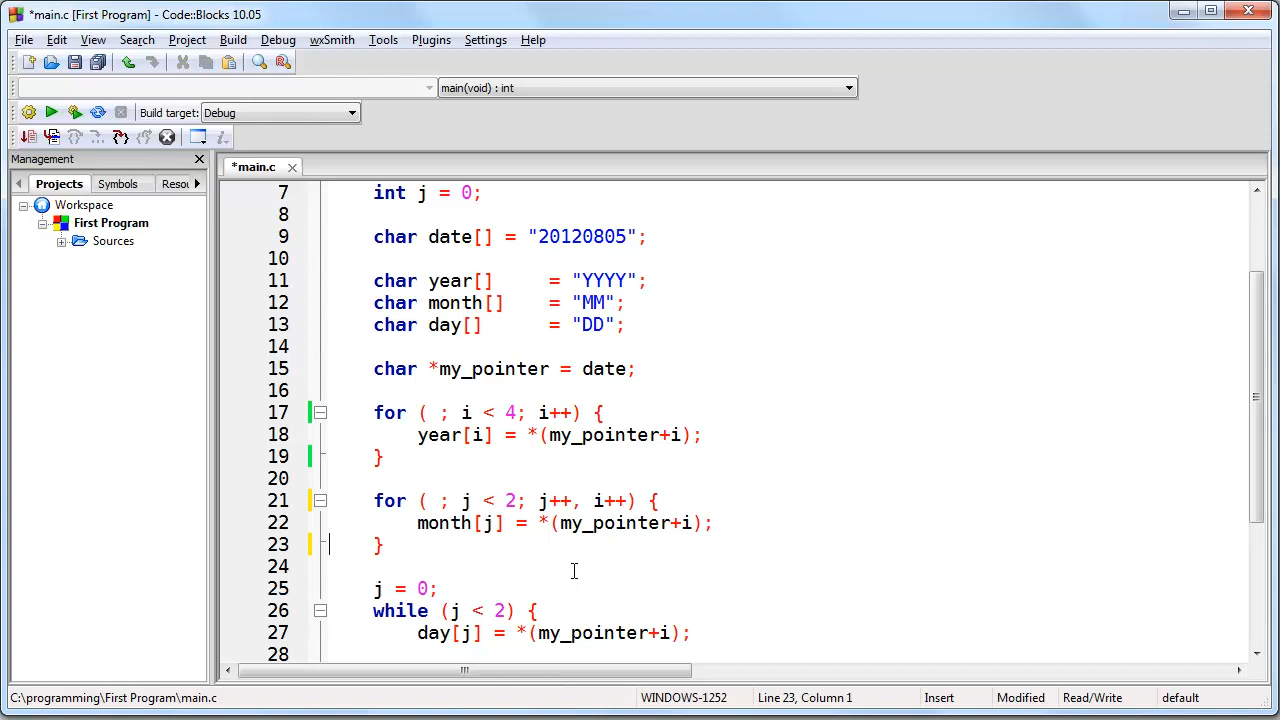 *main.c [First Program] - Code::Blocks 10.05
File Edit View Search Project Build Debug wxSmith Tools Plugins Settings Help
main(void) : int
Build target: Debug
Management
*main.c
Projects Symbols Resou
Workspace
First Program
Sources
7 int j = 0;
8
9 char date[] = "20120805";
10
11 char year[] = "YYYY";
12 char month[] = "MM";
13 char day[] = "DD";
14
15 char *my_pointer = date;
16
17 for ( ; i < 4; i++) {
18 year[i] = *(my_pointer+i);
19 }
20
21 for ( ; j < 2; j++, i++) {
22 month[j] = *(my_pointer+i);
23 }
24
25 j = 0;
26 while (j < 2) {
27 day[j] = *(my_pointer+i);
28
C:\programming\First Program\main.c WINDOWS-1252 Line 23, Column 1 Insert Modified Read/Write default